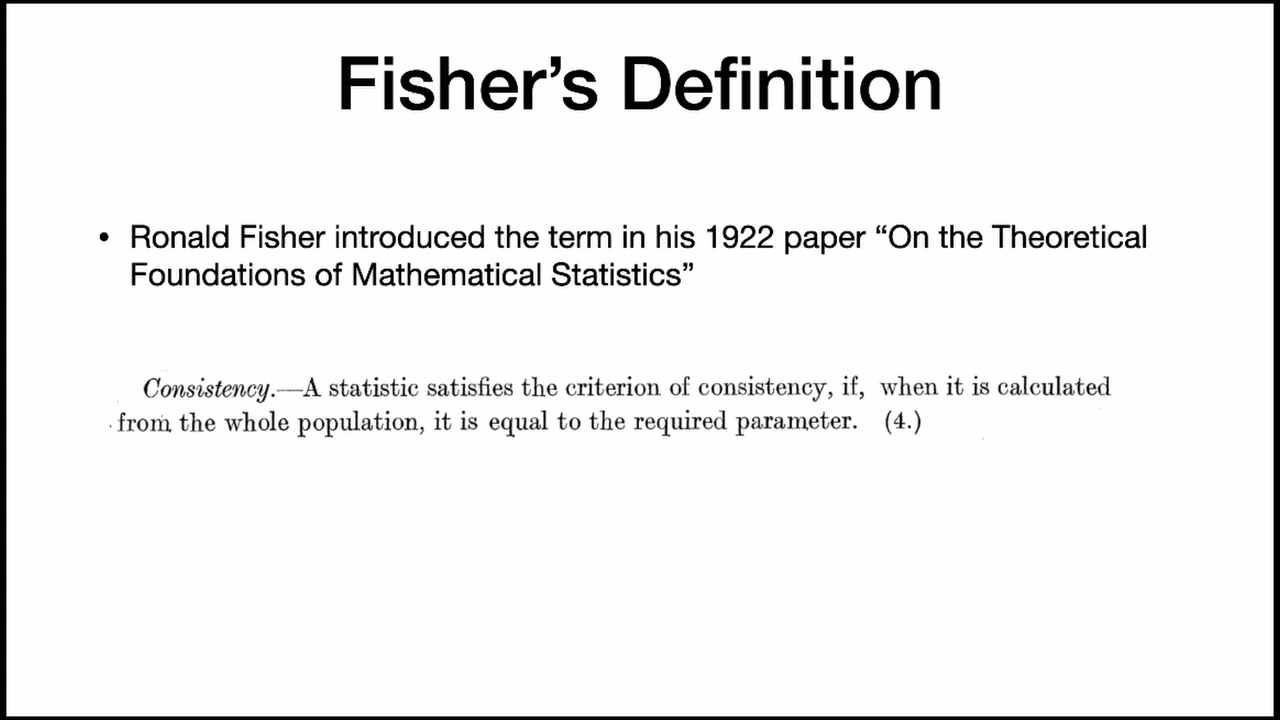 Fisher’s Definition
• Ronald Fisher introduced the term in his 1922 paper “On the Theoretical
Foundations of Mathematical Statistics”
Consistency.—A statistic satisfies the criterion of consistency, if, when it is calculated
from the whole population, it is equal to the required parameter. (4.)